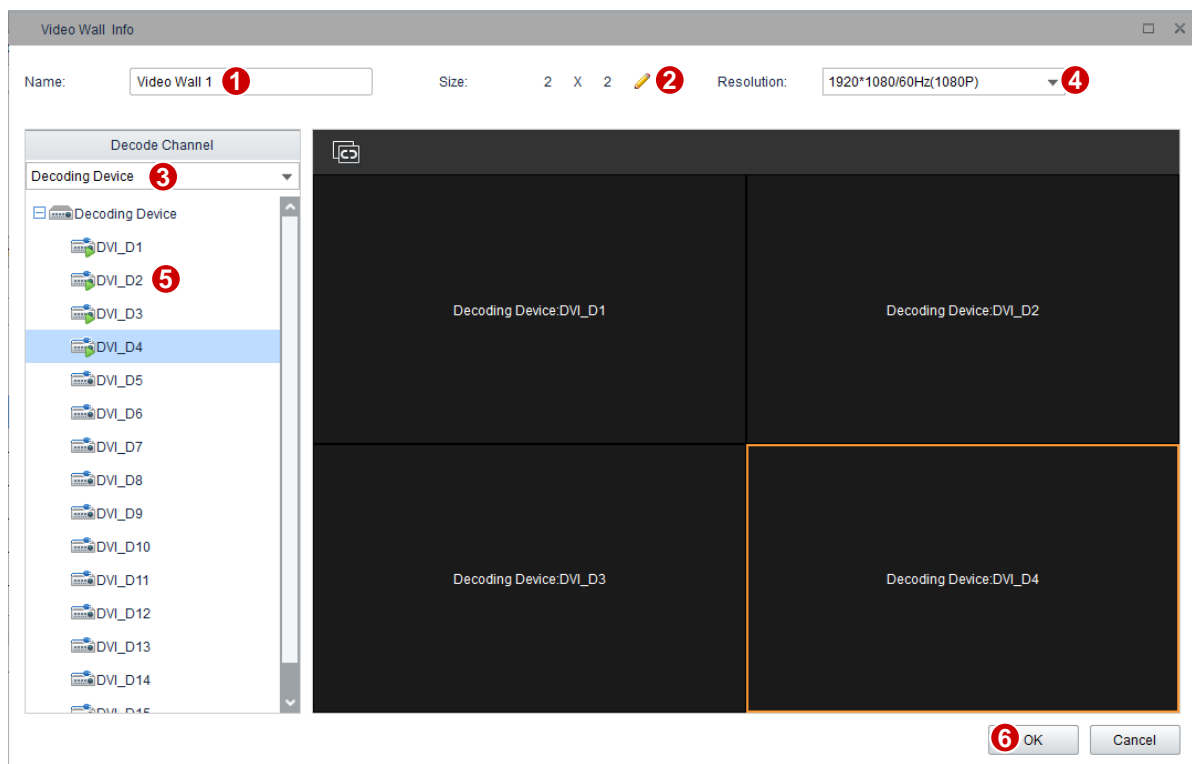 Video Wall Info
Name: Video Wall 1 1 Size: 2 X 2 2 Resolution: 1920*1080/60Hz(1080P) 4
Decode Channel
Decoding Device 3
Decoding Device
DVI_D1
DVI_D2 5
DVI_D3
DVI_D4
DVI_D5
DVI_D6
DVI_D7
DVI_D8
DVI_D9
DVI_D10
DVI_D11
DVI_D12
DVI_D13
DVI_D14
DVI_D15
Decoding Device:DVI_D1 Decoding Device:DVI_D2
Decoding Device:DVI_D3 Decoding Device:DVI_D4
6 OK Cancel